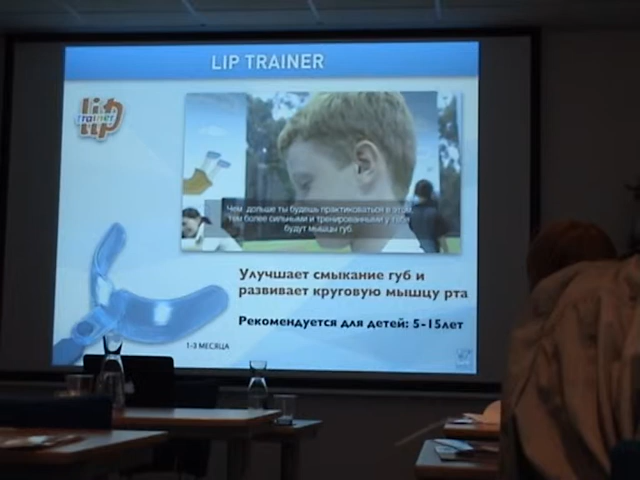 LIP TRAINER
Lip
trainer
Чем дольше ты будешь практиковаться в этом,
тем более сильными и тренированными у тебя
будут мышцы губ.
Улучшает смыкание губ и
развивает круговую мышцу рта
Рекомендуется для детей: 5-15лет
1-3 МЕСЯЦА